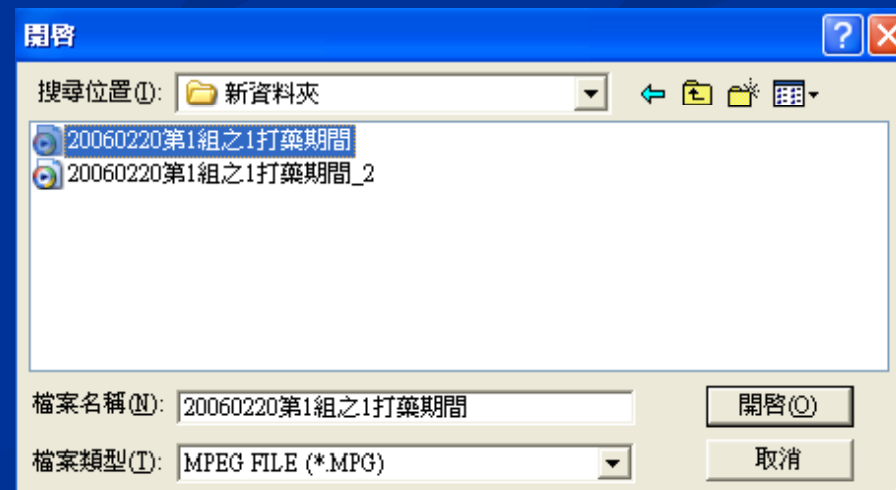 開啓
搜尋位置(I): 新資料夾
20060220第1組之1打藥期間
20060220第1組之1打藥期間_2
檔案名稱(N): 20060220第1組之1打藥期間 開啓(O)
檔案類型(T): MPEG FILE (*.MPG) 取消